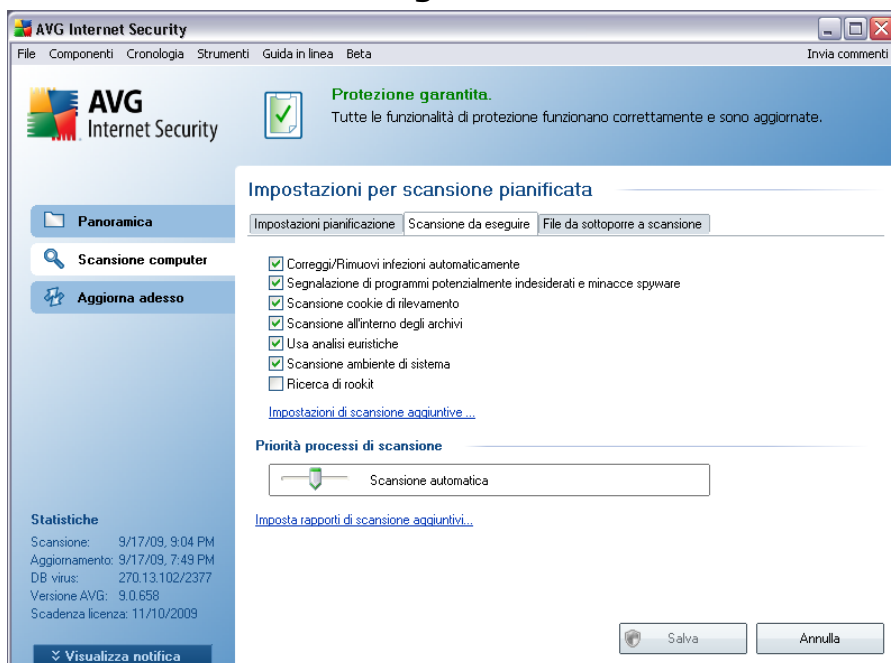 AVG Internet Security
File Componenti Cronologia Strumenti Guida in linea Beta Invia commenti
AVG
Internet Security
Protezione garantita.
Tutte le funzionalità di protezione funzionano correttamente e sono aggiornate.
Impostazioni per scansione pianificata
Panoramica
Scansione computer
Aggiorna adesso
Impostazioni pianificazione Scansione da eseguire File da sottoporre a scansione
Correggi/Rimuovi infezioni automaticamente
Segnalazione di programmi potenzialmente indesiderati e minacce spyware
Scansione cookie di rilevamento
Scansione all'interno degli archivi
Usa analisi euristiche
Scansione ambiente di sistema
Ricerca di rookit
Impostazioni di scansione aggiuntive ...
Priorità processi di scansione
Scansione automatica
Imposta rapporti di scansione aggiuntivi...
Statistiche
Scansione: 9/17/09, 9:04 PM
Aggiornamento: 9/17/09, 7:49 PM
DB virus: 270.13.102/2377
Versione AVG: 9.0.658
Scadenza licenza: 11/10/2009
Visualizza notifica
Salva
Annulla